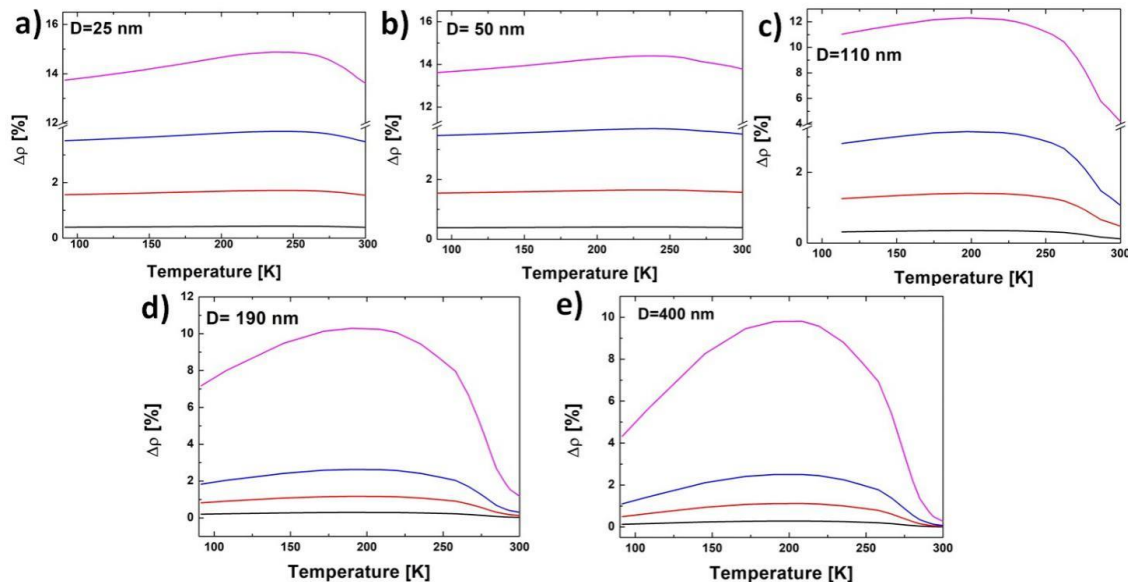 a) D=25 nm
16
14
12
2
0
Δρ [%]
100 150 200 250 300
Temperature [K]
b) D= 50 nm
16
14
12
2
0
Δρ [%]
100 150 200 250 300
Temperature [K]
c) D=110 nm
12
10
8
6
4
2
0
Δρ [%]
100 150 200 250 300
Temperature [K]
d) D= 190 nm
12
10
8
6
4
2
0
Δρ [%]
100 150 200 250 300
Temperature [K]
e) D=400 nm
10
8
6
4
2
0
Δρ [%]
100 150 200 250 300
Temperature [K]